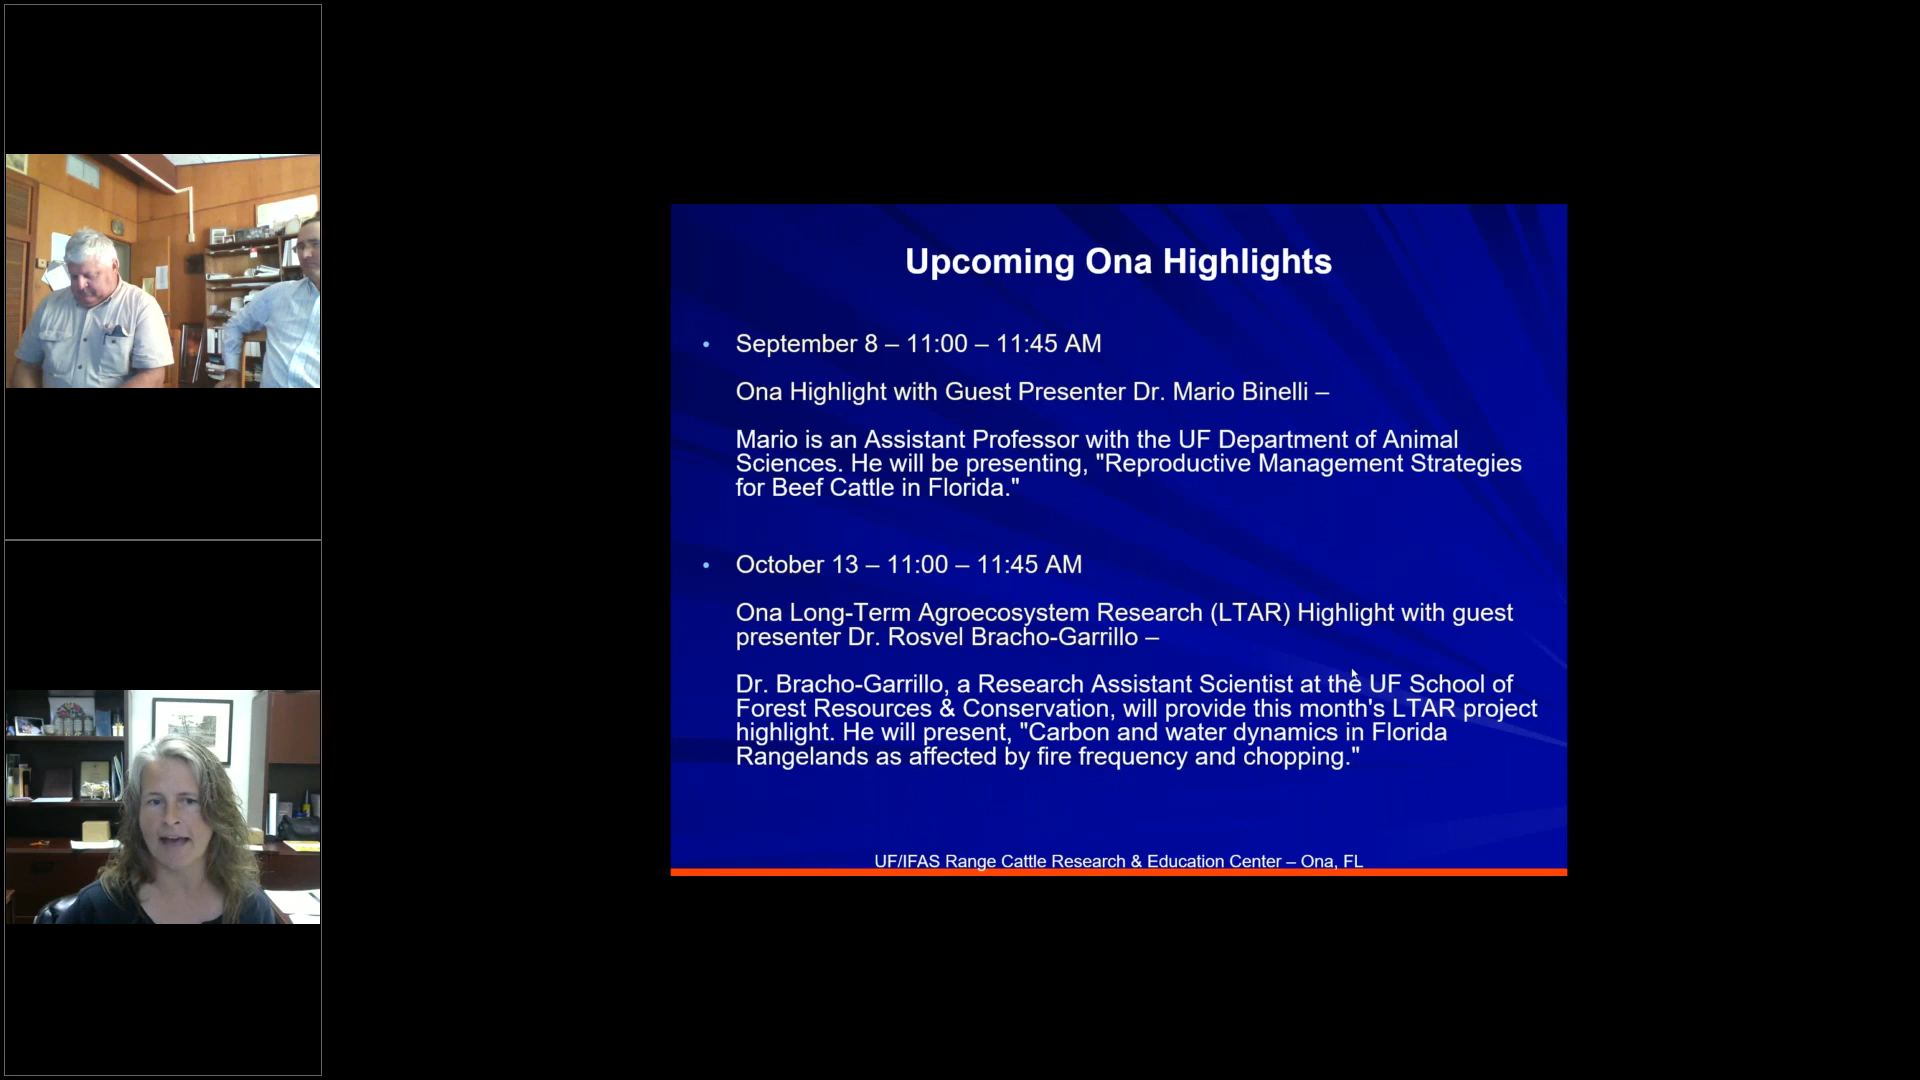 Upcoming Ona Highlights
• September 8 – 11:00 – 11:45 AM
Ona Highlight with Guest Presenter Dr. Mario Binelli –
Mario is an Assistant Professor with the UF Department of Animal
Sciences. He will be presenting, "Reproductive Management Strategies
for Beef Cattle in Florida."
• October 13 – 11:00 – 11:45 AM
Ona Long-Term Agroecosystem Research (LTAR) Highlight with guest
presenter Dr. Rosvel Bracho-Garrillo –
Dr. Bracho-Garrillo, a Research Assistant Scientist at the UF School of
Forest Resources & Conservation, will provide this month's LTAR project
highlight. He will present, "Carbon and water dynamics in Florida
Rangelands as affected by fire frequency and chopping."
UF/IFAS Range Cattle Research & Education Center – Ona, FL